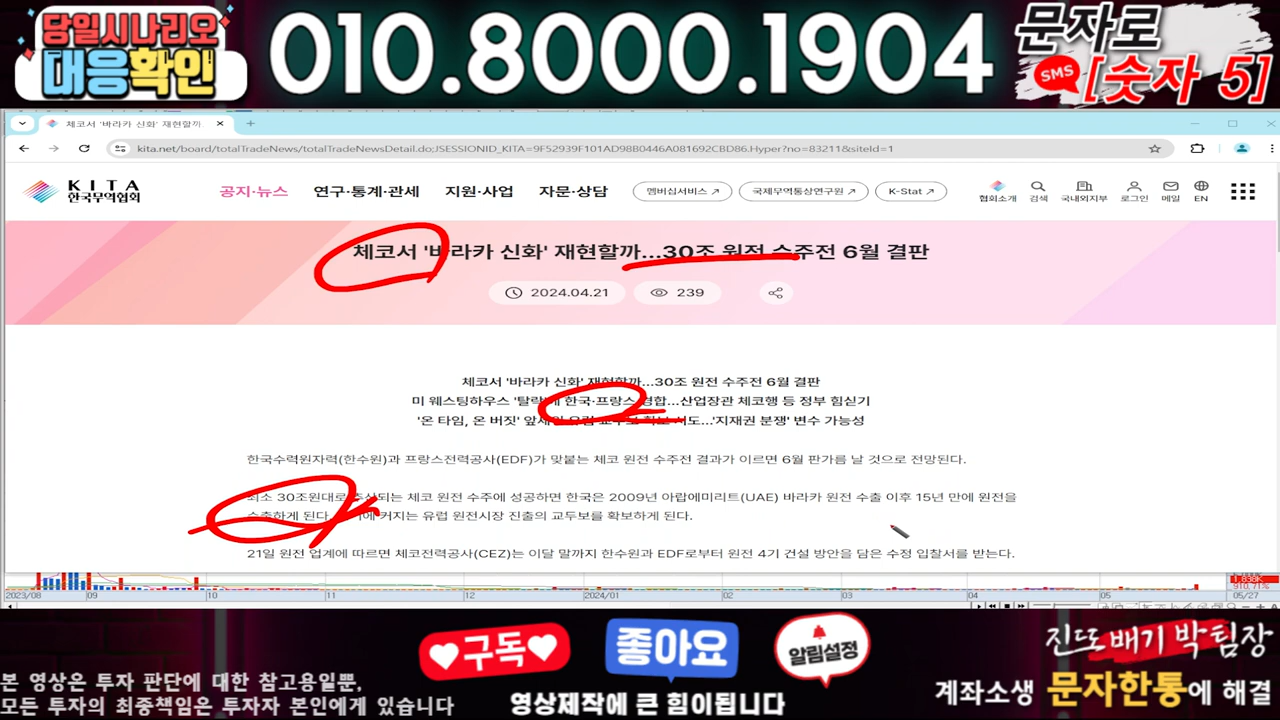 당일시나리오
대응확인
010.8000.1904
문자로
SMS
[숫자 5]
체코서 '바라카 신화' 재현할까
kita.net/board/totalTradeNews/totalTradeNewsDetail.do;JSESSIONID_KITA=9F52939F101AD98B0446A081692CBD86.Hyper?no=83211&siteId=1
KITA
한국무역협회
공지·뉴스
연구·통계·관세
지원·사업
자문·상담
멤버십서비스
국제무역통상연구원
K-Stat
협회소개
검색
국내외지부
로그인
메일
EN
체코서 '바라카 신화' 재현할까...30조 원전 수주전 6월 결판
2024.04.21
239
체코서 '바라카 신화' 재현할까...30조 원전 수주전 6월 결판
미 웨스팅하우스 '탈락' 한국·프랑스 경합...산업장관 체코행 등 정부 힘싣기
'온 타임, 온 버짓' 앞세워 유럽 교두보 확보 시도...'지재권 분쟁' 변수 가능성
한국수력원자력(한수원)과 프랑스전력공사(EDF)가 맞붙는 체코 원전 수주전 결과가 이르면 6월 판가름 날 것으로 전망된다.
최소 30조원대로 추산되는 체코 원전 수주에 성공하면 한국은 2009년 아랍에미리트(UAE) 바라카 원전 수출 이후 15년 만에 원전을
수출하게 된다. 커지는 유럽 원전시장 진출의 교두보를 확보하게 된다.
21일 원전 업계에 따르면 체코전력공사(CEZ)는 이달 말까지 한수원과 EDF로부터 원전 4기 건설 방안을 담은 수정 입찰서를 받는다.
1,838K
910.71%
2023/08
09
10
11
12
2024/01
02
03
04
05
05/27
구독
좋아요
알림설정
영상제작에 큰 힘이됩니다
본 영상은 투자 판단에 대한 참고용일뿐,
모든 투자의 최종책임은 투자자 본인에게 있습니다
진또배기 박팀장
계좌소생 문자한통에 해결